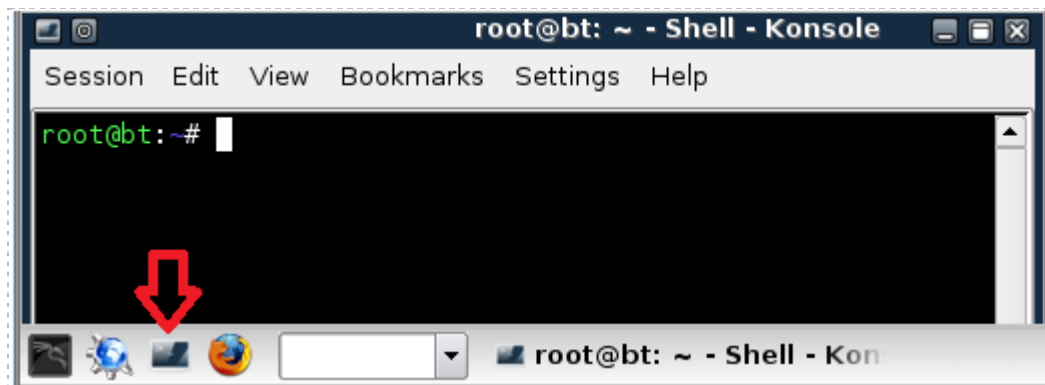 root@bt: ~ - Shell - Konsole
Session Edit View Bookmarks Settings Help
root@bt:~#
root@bt: ~ - Shell - Kon